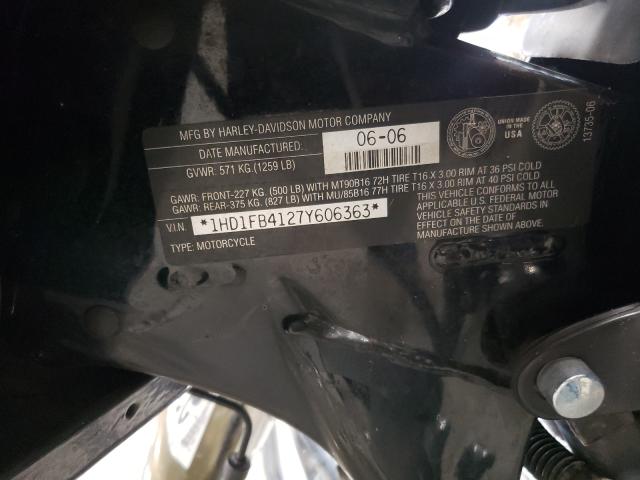 MFG BY HARLEY-DAVIDSON MOTOR COMPANY
DATE MANUFACTURED: 06-06
GVWR: 571 KG.(1259 LB)
UNION MADE
IN THE
USA
13705-06
GAWR: FRONT-227 KG. (500 LB) WITH MT90B16 72H TIRE T16 X 3.00 RIM AT 36 PSI COLD
GAWR: REAR-375 KG. (827 LB) WITH MU/85B16 77H TIRE T16 X 3.00 RIM AT 40 PSI COLD
THIS VEHICLE CONFORMS TO ALL
APPLICABLE U.S. FEDERAL MOTOR
VEHICLE SAFETY STANDARDS IN
EFFECT ON THE DATE OF
MANUFACTURE SHOWN ABOVE.
V.I.N. *1HD1FB4127Y606363*
TYPE: MOTORCYCLE